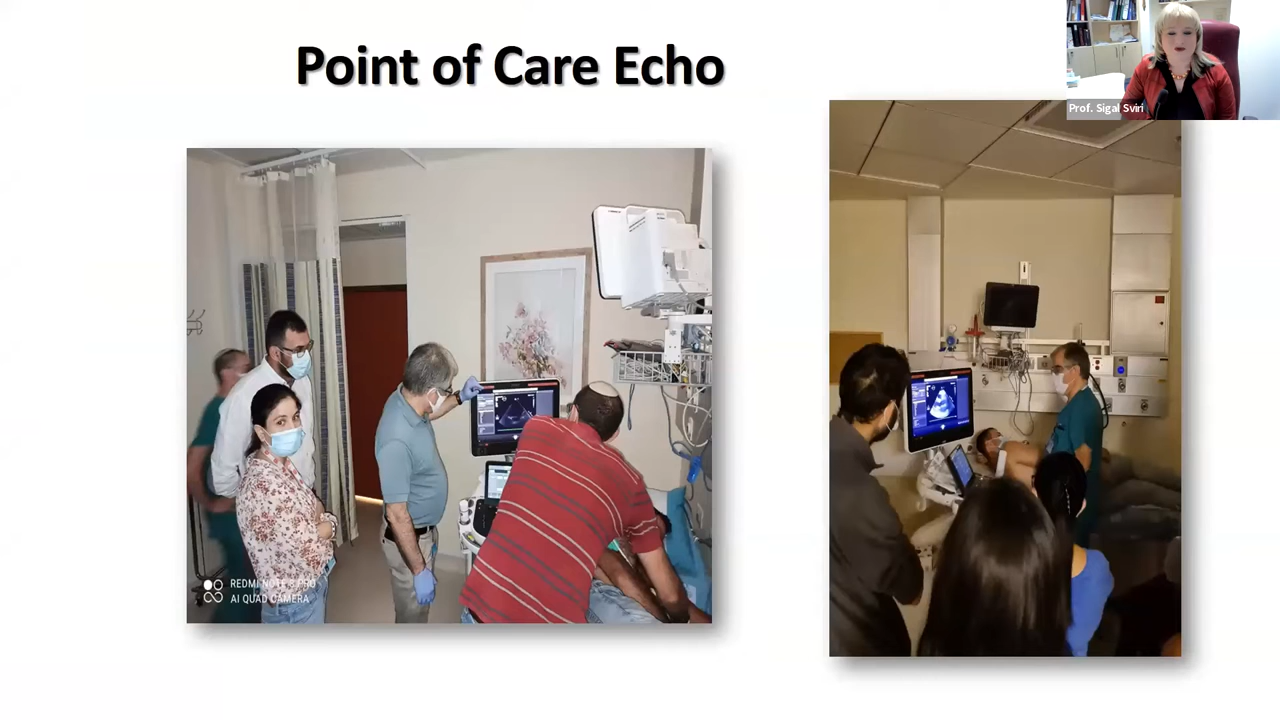 Point of Care Echo
Prof. Sigal Sviri
REDMI NOTE 8 PRO
AI QUAD CAMERA